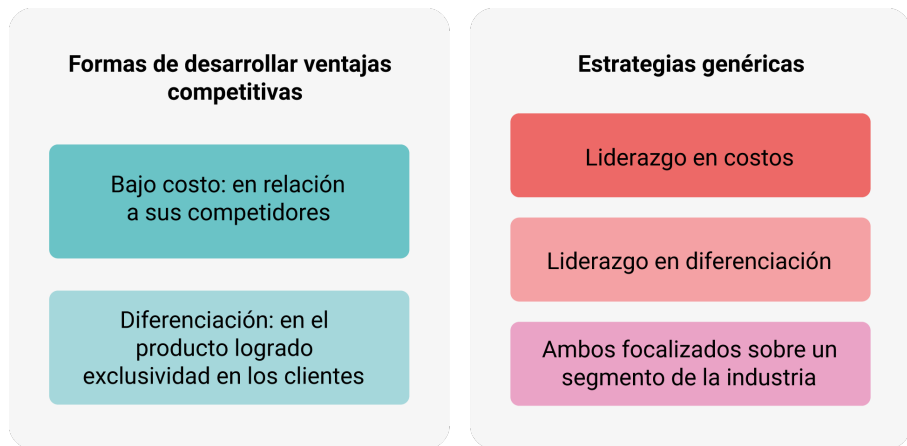 Formas de desarrollar ventajas
competitivas
Bajo costo: en relación
a sus competidores
Diferenciación: en el
producto logrado
exclusividad en los clientes
Estrategias genéricas
Liderazgo en costos
Liderazgo en diferenciación
Ambos focalizados sobre un
segmento de la industria